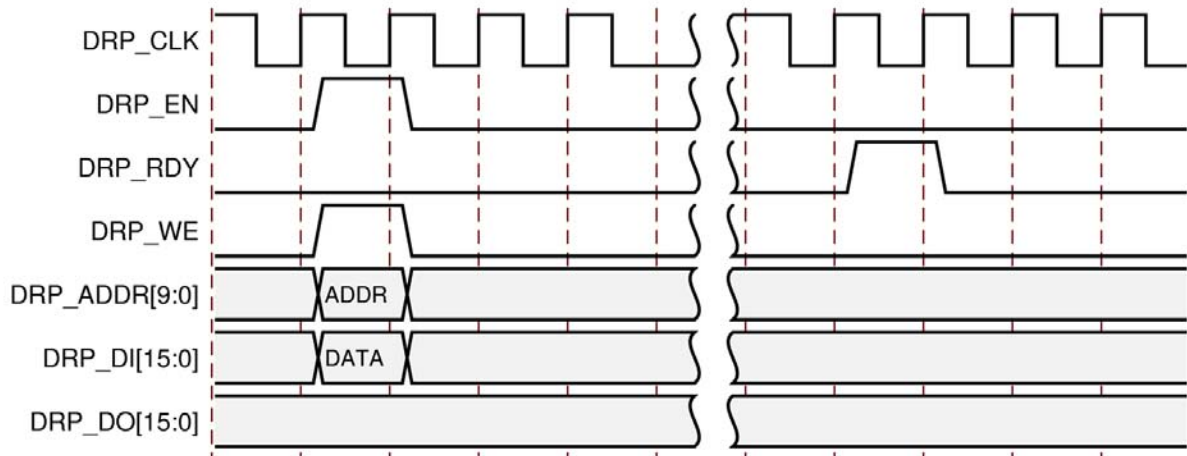 DRP_CLK
DRP_EN
DRP_RDY
DRP_WE
DRP_ADDR[9:0] ADDR
DRP_DI[15:0] DATA
DRP_DO[15:0]